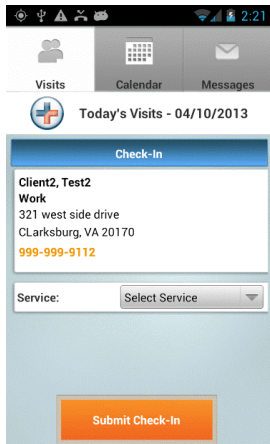 2:21
Visits
Calendar
Messages
Today's Visits - 04/10/2013
Check-In
Client2, Test2
Work
321 west side drive
CLarksburg, VA 20170
999-999-9112
Service:
Select Service
Submit Check-In